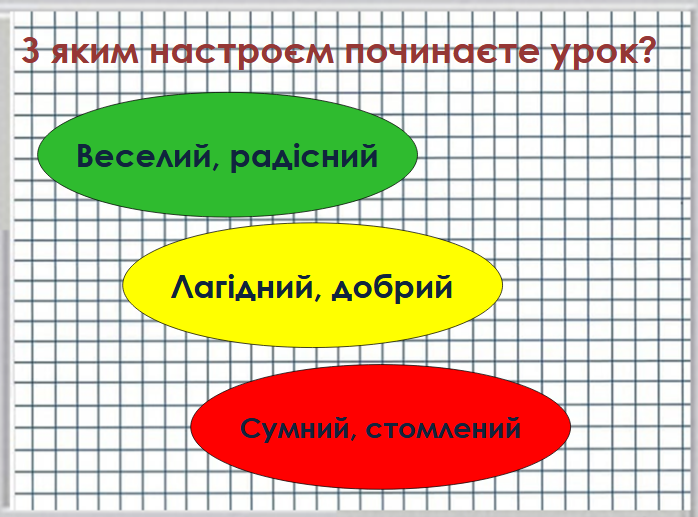 З яким настроєм починаєте урок?
Веселий, радісний
Лагідний, добрий
Сумний, стомлений